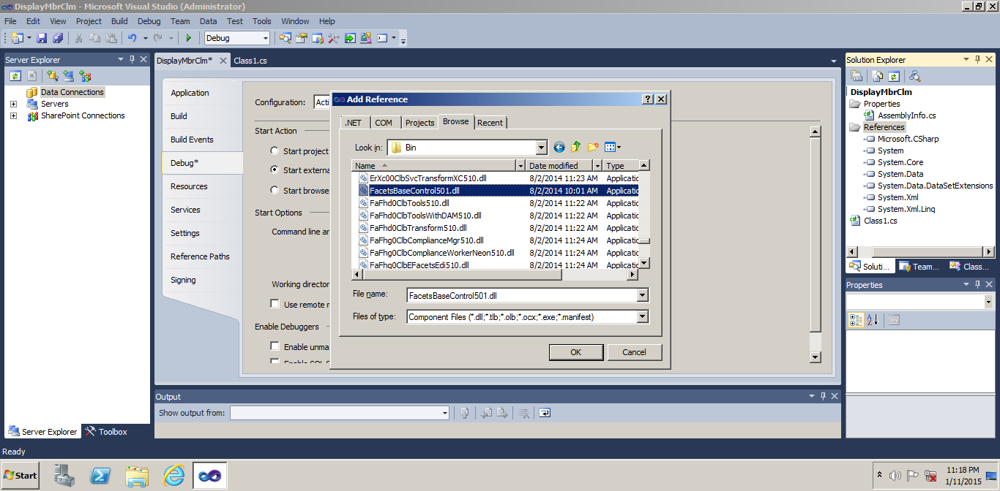 DisplayMbrClm - Microsoft Visual Studio (Administrator)
File Edit View Project Build Debug Team Data Test Tools Window Help
Debug
Server Explorer
Data Connections
Servers
SharePoint Connections
Server Explorer Toolbox
DisplayMbrClm* Class1.cs
Application
Build
Build Events
Debug*
Resources
Services
Settings
Reference Paths
Signing
Configuration: Acti
Start Action
Start project
Start externa
Start browse
Start Options
Command line ar
Working director
Use remote
Enable Debuggers
Enable unma
Add Reference
.NET COM Projects Browse Recent
Look in: Bin
Name Date modified Type
ErXc00ClbSvcTransformXC510.dll 8/2/2014 11:23 AM Applicatic
FacetsBaseControl501.dll 8/2/2014 10:01 AM Applicatic
FaFhd0ClbTools510.dll 8/2/2014 11:22 AM Applicatic
FaFhd0ClbToolsWithDAM510.dll 8/2/2014 11:22 AM Applicatic
FaFhd0ClbTransform510.dll 8/2/2014 11:22 AM Applicatic
FaFhg0ClbComplianceMgr510.dll 8/2/2014 11:24 AM Applicatic
FaFhg0ClbComplianceWorkerNeon510.dll 8/2/2014 11:24 AM Applicatic
FaFhg0ClbEFacetsEdi510.dll 8/2/2014 11:24 AM Applicatic
File name: FacetsBaseControl501.dll
Files of type: Component Files (*.dll;*.tlb;*.olb;*.ocx;*.exe;*.manifest)
OK Cancel
Output
Show output from:
Solution Explorer
DisplayMbrClm
Properties
AssemblyInfo.cs
References
Microsoft.CSharp
System
System.Core
System.Data
System.Data.DataSetExtensions
System.Xml
System.Xml.Linq
Class1.cs
Soluti... Team... Class...
Properties
Ready
Start
11:18 PM
1/11/2015